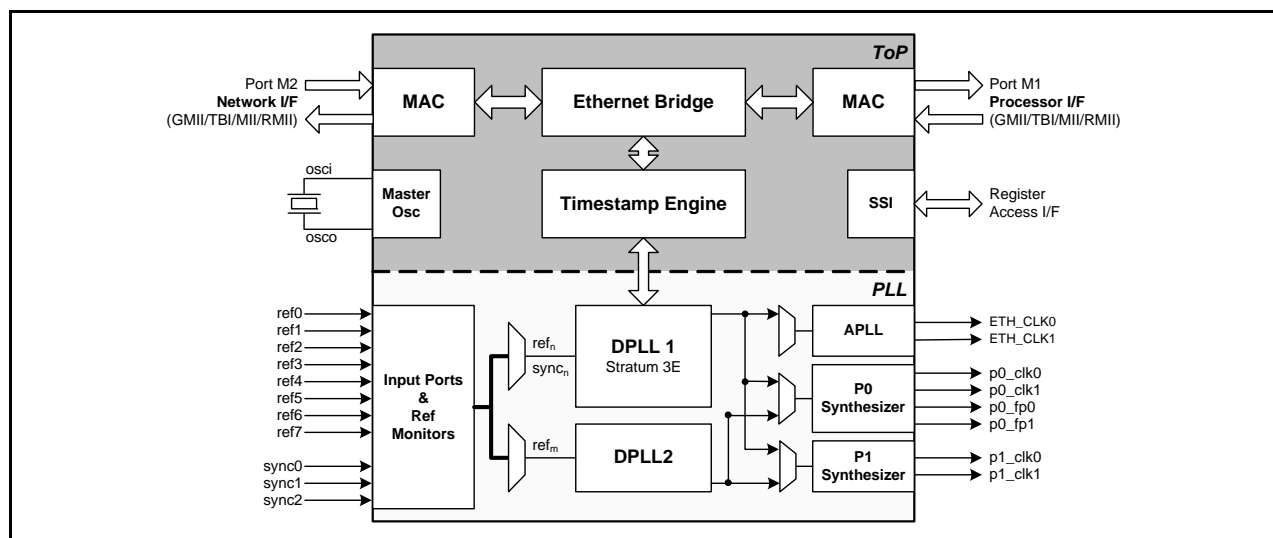 ToP
Port M2
Network I/F
(GMII/TBI/MII/RMII)
MAC
Ethernet Bridge
MAC
Port M1
Processor I/F
(GMII/TBI/MII/RMII)
osci
osco
Master
Osc
Timestamp Engine
SSI
Register
Access I/F
PLL
ref0
ref1
ref2
ref3
ref4
ref5
ref6
ref7
sync0
sync1
sync2
Input Ports
&
Ref
Monitors
refn
syncn
refm
DPLL 1
Stratum 3E
DPLL2
APLL
P0
Synthesizer
P1
Synthesizer
ETH_CLK0
ETH_CLK1
p0_clk0
p0_clk1
p0_fp0
p0_fp1
p1_clk0
p1_clk1